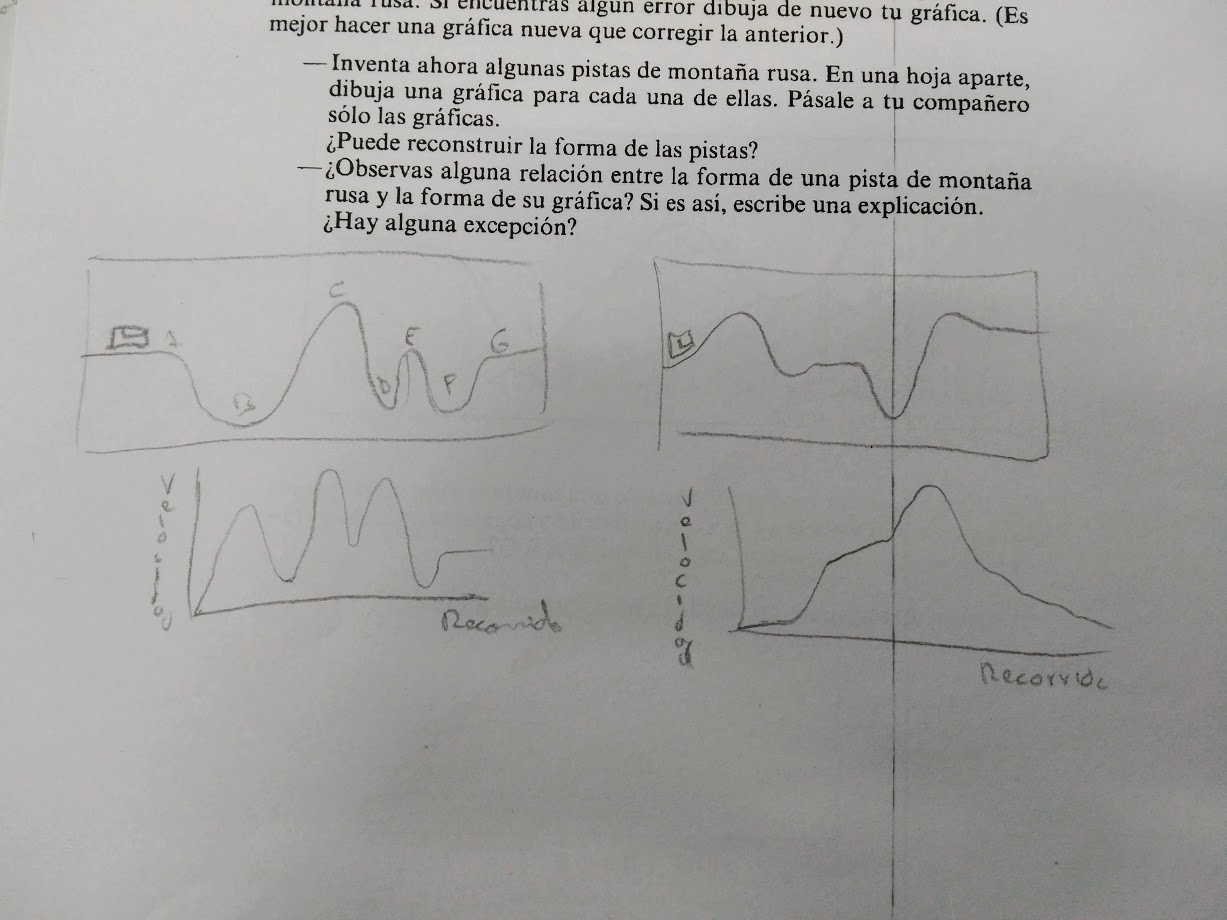 montaña rusa. Si encuentras algún error dibuja de nuevo tu gráfica. (Es
mejor hacer una gráfica nueva que corregir la anterior.)
— Inventa ahora algunas pistas de montaña rusa. En una hoja aparte,
dibuja una gráfica para cada una de ellas. Pásale a tu compañero
sólo las gráficas.
¿Puede reconstruir la forma de las pistas?
— ¿Observas alguna relación entre la forma de una pista de montaña
rusa y la forma de su gráfica? Si es así, escribe una explicación.
¿Hay alguna excepción?
A
B
C
D
E
F
G
Recorrido
Velocidad
Recorrido